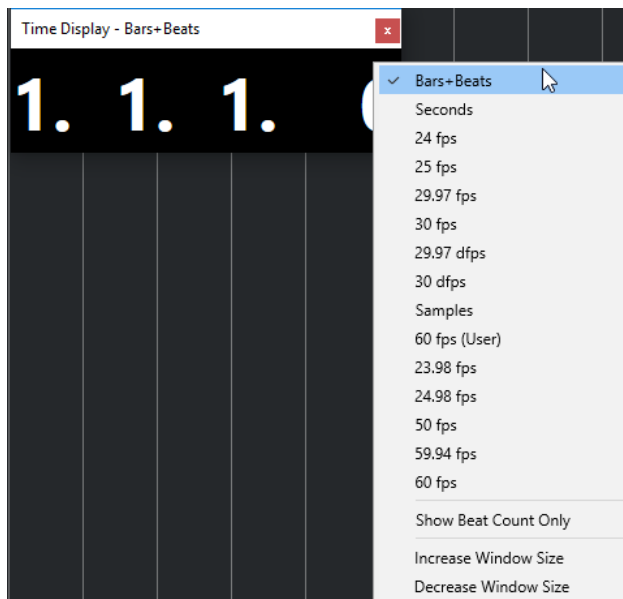 Time Display - Bars+Beats
x
1. 1. 1. 0
Bars+Beats
Seconds
24 fps
25 fps
29.97 fps
30 fps
29.97 dfps
30 dfps
Samples
60 fps (User)
23.98 fps
24.98 fps
50 fps
59.94 fps
60 fps
Show Beat Count Only
Increase Window Size
Decrease Window Size